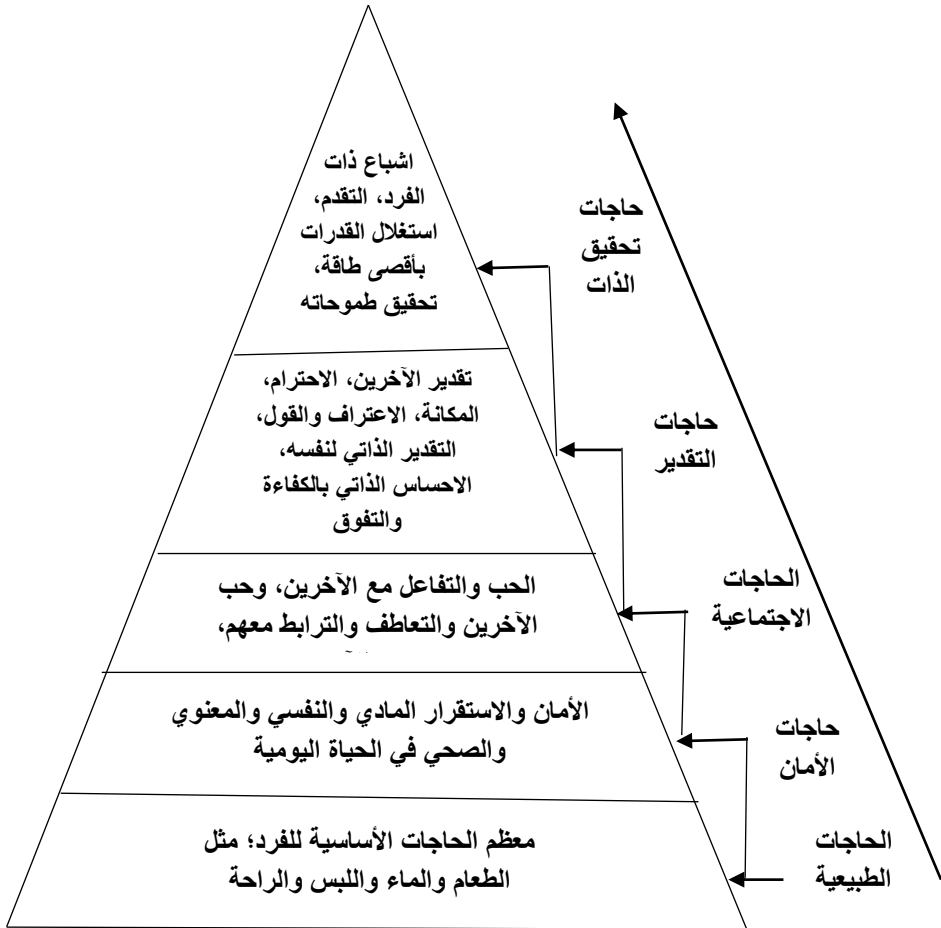 اشباع ذات
الفرد، التقدم،
استغلال القدرات
بأقصى طاقة،
تحقيق طموحاته
حاجات
تحقيق
الذات
تقدير الآخرين، الاحترام،
المكانة، الاعتراف والقول،
التقدير الذاتي لنفسه،
الاحساس الذاتي بالكفاءة
والتفوق
حاجات
التقدير
الحب والتفاعل مع الآخرين، وحب
الآخرين والتعاطف والترابط معهم،
الحاجات
الاجتماعية
الأمان والاستقرار المادي والنفسي والمعنوي
والصحي في الحياة اليومية
حاجات
الأمان
معظم الحاجات الأساسية للفرد؛ مثل
الطعام والماء واللبس والراحة
الحاجات
الطبيعية